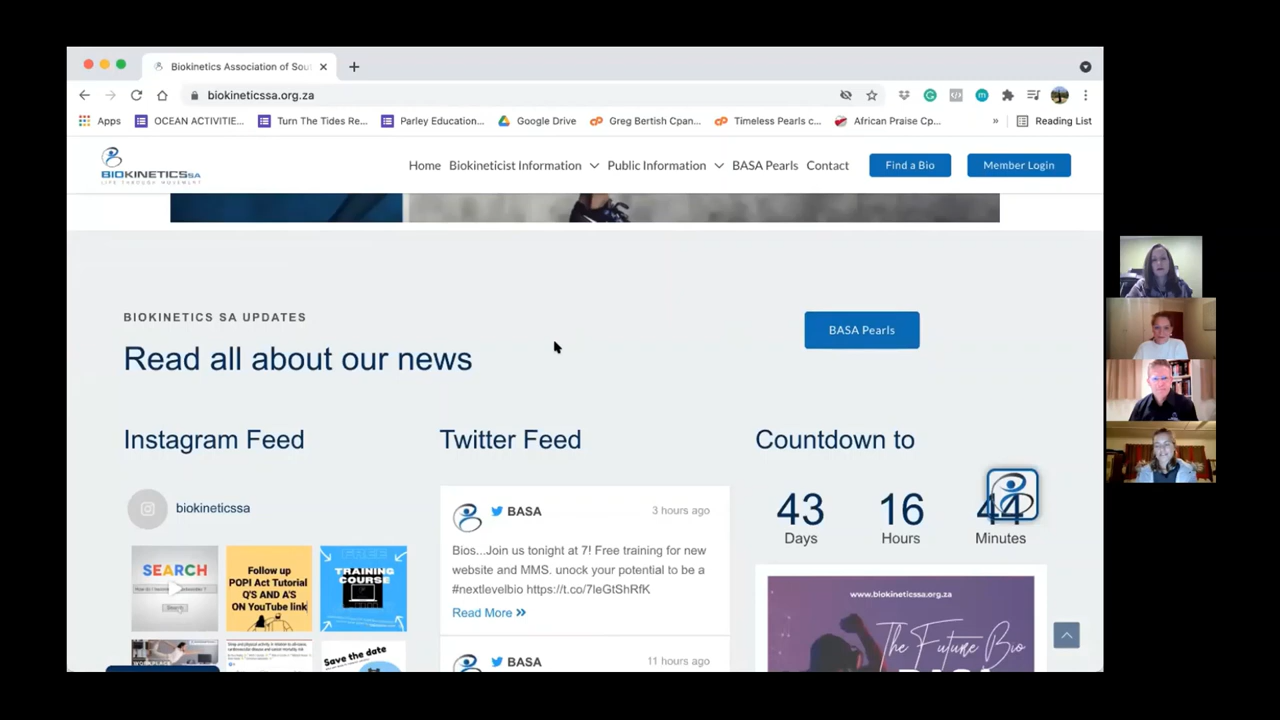 Biokinetics Association of Sou
biokineticssa.org.za
Apps
OCEAN ACTIVITIE...
Turn The Tides Re...
Parley Education...
Google Drive
Greg Bertish Cpan...
Timeless Pearls c...
African Praise Cp...
»
Reading List
BIOKINETICSSA
LIFE THROUGH MOVEMENT
Home
Biokineticist Information
Public Information
BASA Pearls
Contact
Find a Bio
Member Login
BIOKINETICS SA UPDATES
BASA Pearls
Read all about our news
Instagram Feed
Twitter Feed
Countdown to
biokineticssa
BASA
3 hours ago
43
16
44
Days
Hours
Minutes
Bios...Join us tonight at 7! Free training for new
website and MMS. unock your potential to be a
#nextlevelbio https://t.co/7leGtShRfK
Read More »
SEARCH
Follow up
POPI Act Tutorial
Q'S AND A'S
ON YouTube link
FREE
TRAINING
COURSE
www.biokineticssa.org.za
The Future Bio
BASA
WORKPLACE
Save the date
BASA
11 hours ago